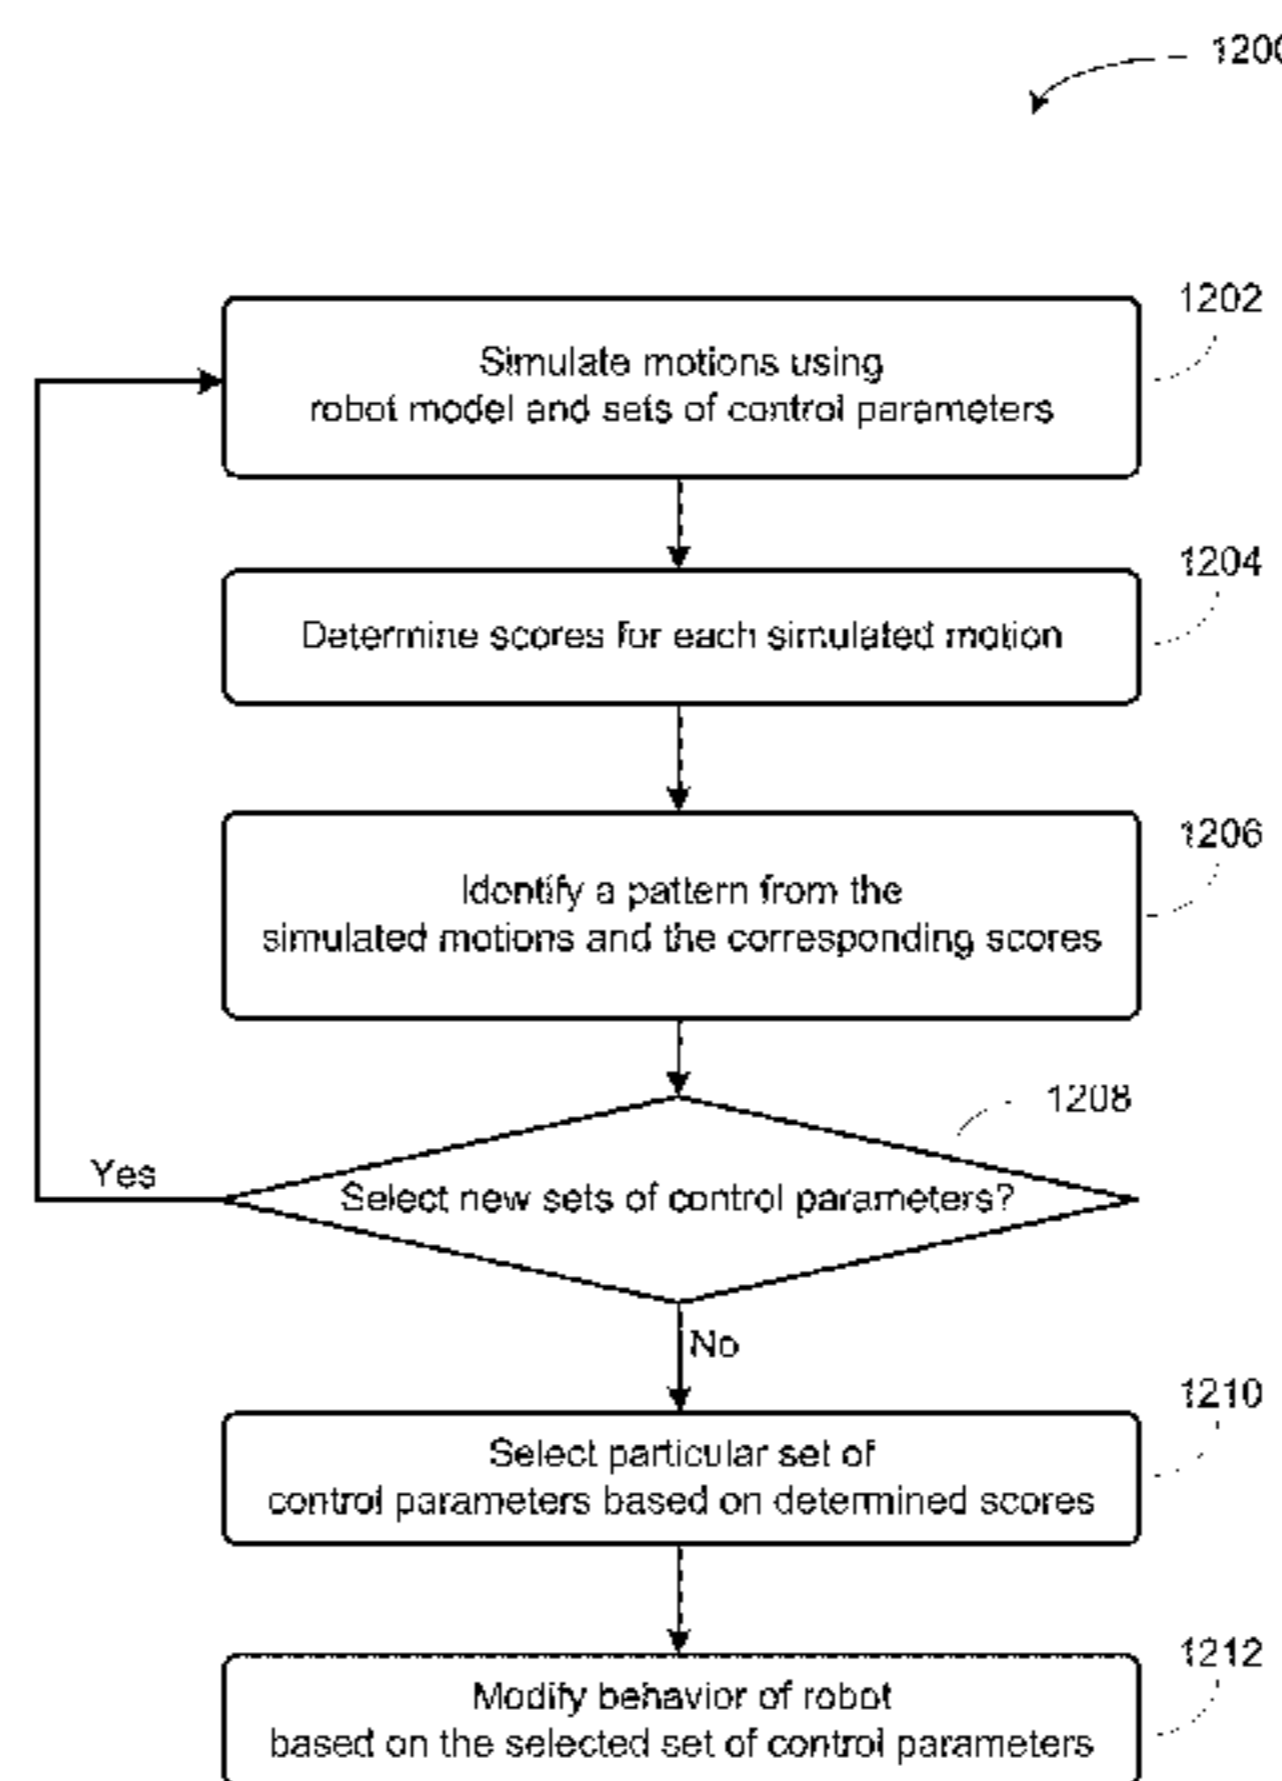 1200
1202
Simulate motions using
robot model and sets of control parameters
1204
Determine scores for each simulated motion
1206
Identify a pattern from the
simulated motions and the corresponding scores
1208
Yes
Select new sets of control parameters?
No
1210
Select particular set of
control parameters based on determined scores
1212
Modify behavior of robot
based on the selected set of control parameters